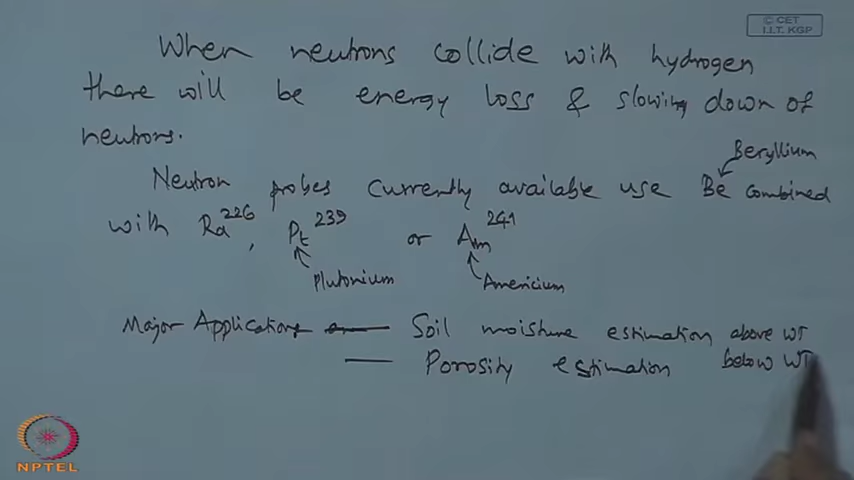 © CET
I.I.T. KGP
When neutrons collide with hydrogen
there will be energy loss & slowing down of
neutrons.
Beryllium
Neutron probes currently available use Be combined
with Ra226, Pt239 or Am241
Plutonium Americium
Major Applications — Soil moisture estimation above WT
— Porosity estimation below WT
NPTEL